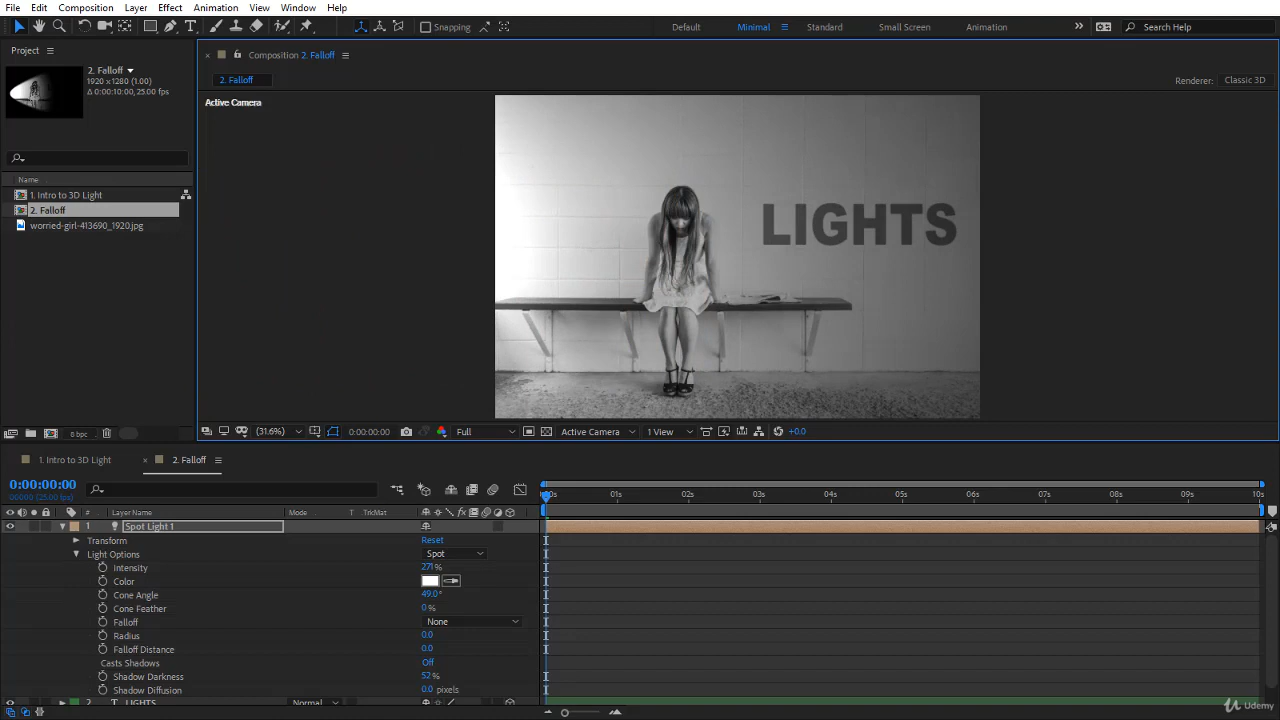 File Edit Composition Layer Effect Animation View Window Help
Snapping Default Minimal Standard Small Screen Animation Search Help
Project
Composition 2. Falloff
2. Falloff
1920 x 1280 (1.00)
Δ 0:00:10:00, 25.00 fps
2. Falloff
Renderer: Classic 3D
Active Camera
Name
1. Intro to 3D Light
2. Falloff
worried-girl-413690_1920.jpg
LIGHTS
8 bpc
(31.6%) 0:00:00:00 Full Active Camera 1 View +0.0
1. Intro to 3D Light
2. Falloff
0:00:00:00
00000 (25.00 fps)
01s 02s 03s 04s 05s 06s 07s 08s 09s 10s
# Layer Name Mode T TrkMat
1 Spot Light 1
Transform Reset
Light Options Spot
Intensity 271 %
Color
Cone Angle 49.0°
Cone Feather 0 %
Falloff None
Radius 0.0
Falloff Distance 0.0
Casts Shadows Off
Shadow Darkness 52 %
Shadow Diffusion 0.0 pixels
2 T LIGHTS Normal
Udemy